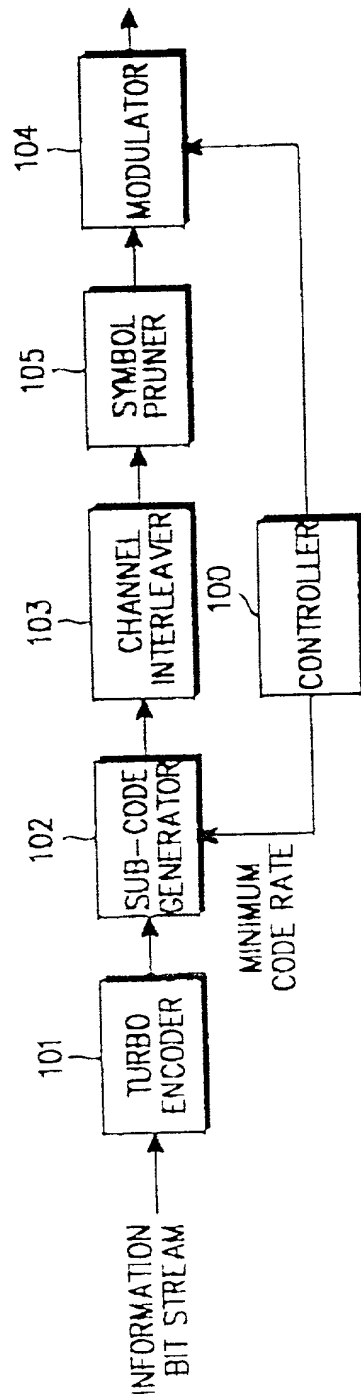 INFORMATION
BIT STREAM
101
TURBO
ENCODER
102
SUB-CODE
GENERATOR
103
CHANNEL
INTERLEAVER
105
SYMBOL
PRUNER
104
MODULATOR
MINIMUM
CODE RATE
100
CONTROLLER